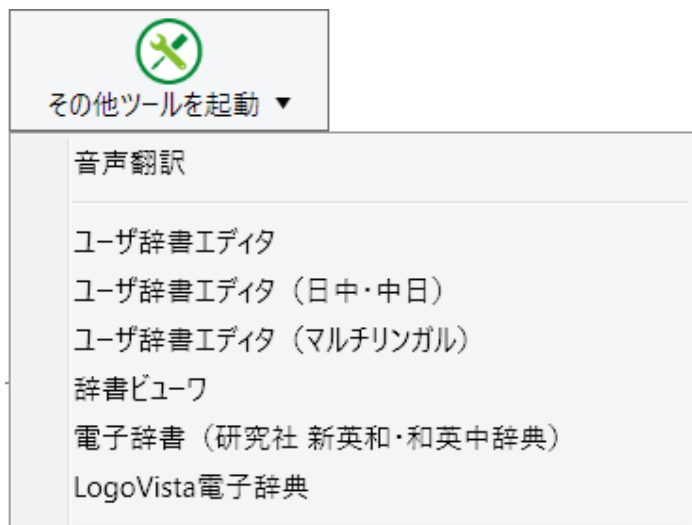 その他ツールを起動 ▼
音声翻訳
ユーザ辞書エディタ
ユーザ辞書エディタ（日中・中日）
ユーザ辞書エディタ（マルチリンガル）
辞書ビューワ
電子辞書（研究社 新英和・和英中辞典）
LogoVista電子辞典